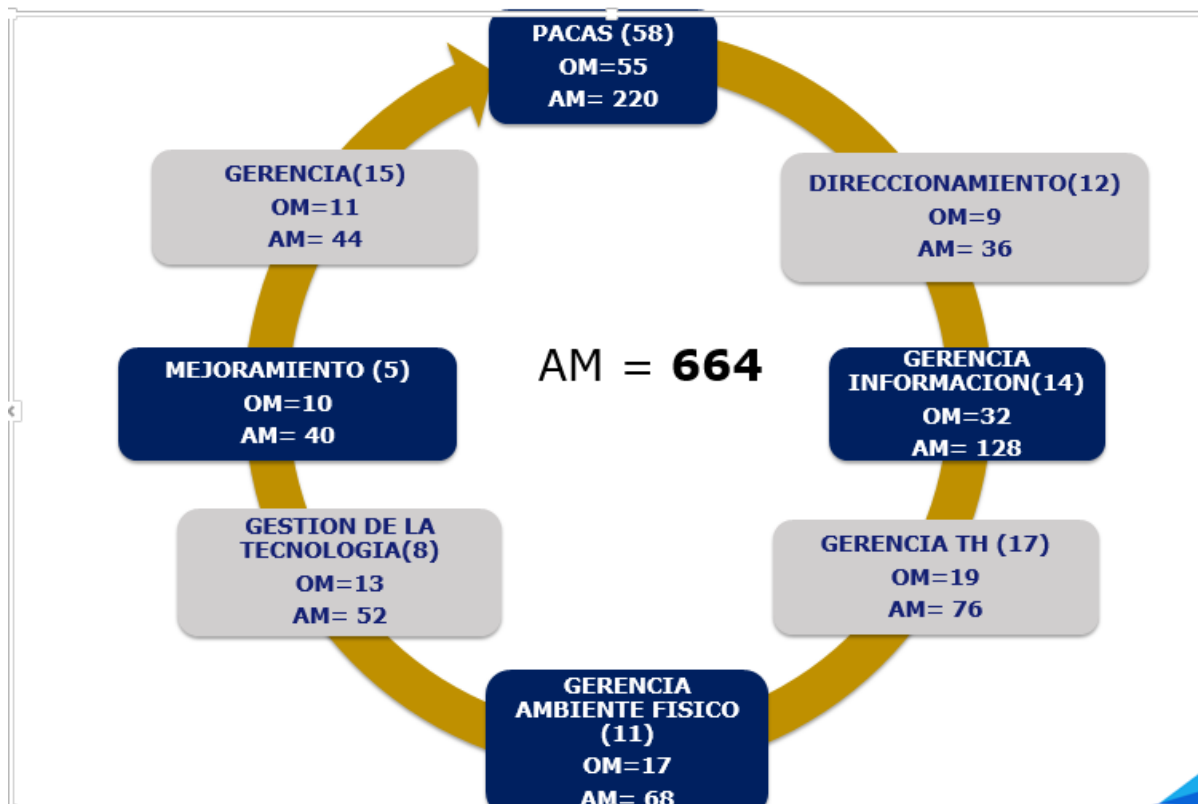 PACAS (58)
OM=55
AM= 220
DIRECCIONAMIENTO(12)
OM=9
AM= 36
GERENCIA
INFORMACION(14)
OM=32
AM= 128
GERENCIA TH (17)
OM=19
AM= 76
GERENCIA
AMBIENTE FISICO
(11)
OM=17
AM= 68
GESTION DE LA
TECNOLOGIA(8)
OM=13
AM= 52
MEJORAMIENTO (5)
OM=10
AM= 40
GERENCIA(15)
OM=11
AM= 44
AM = 664